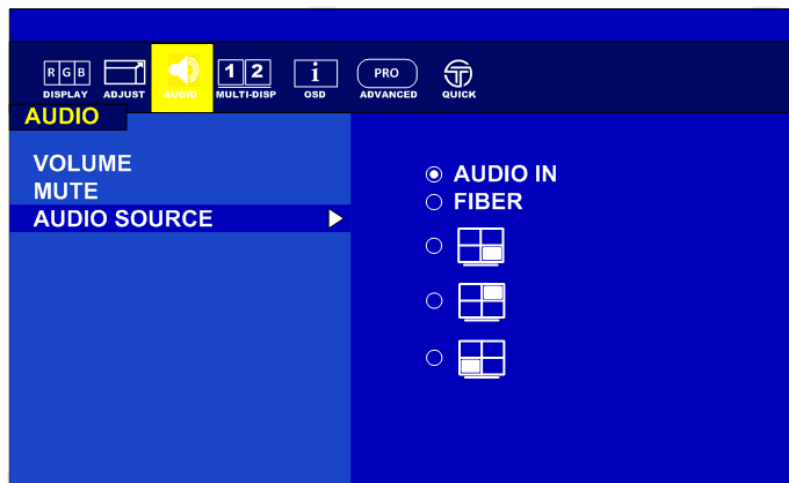 R G B 1 2 i PRO
DISPLAY ADJUST AUDIO MULTI-DISP OSD ADVANCED QUICK
AUDIO
VOLUME
MUTE
AUDIO SOURCE
AUDIO IN
FIBER